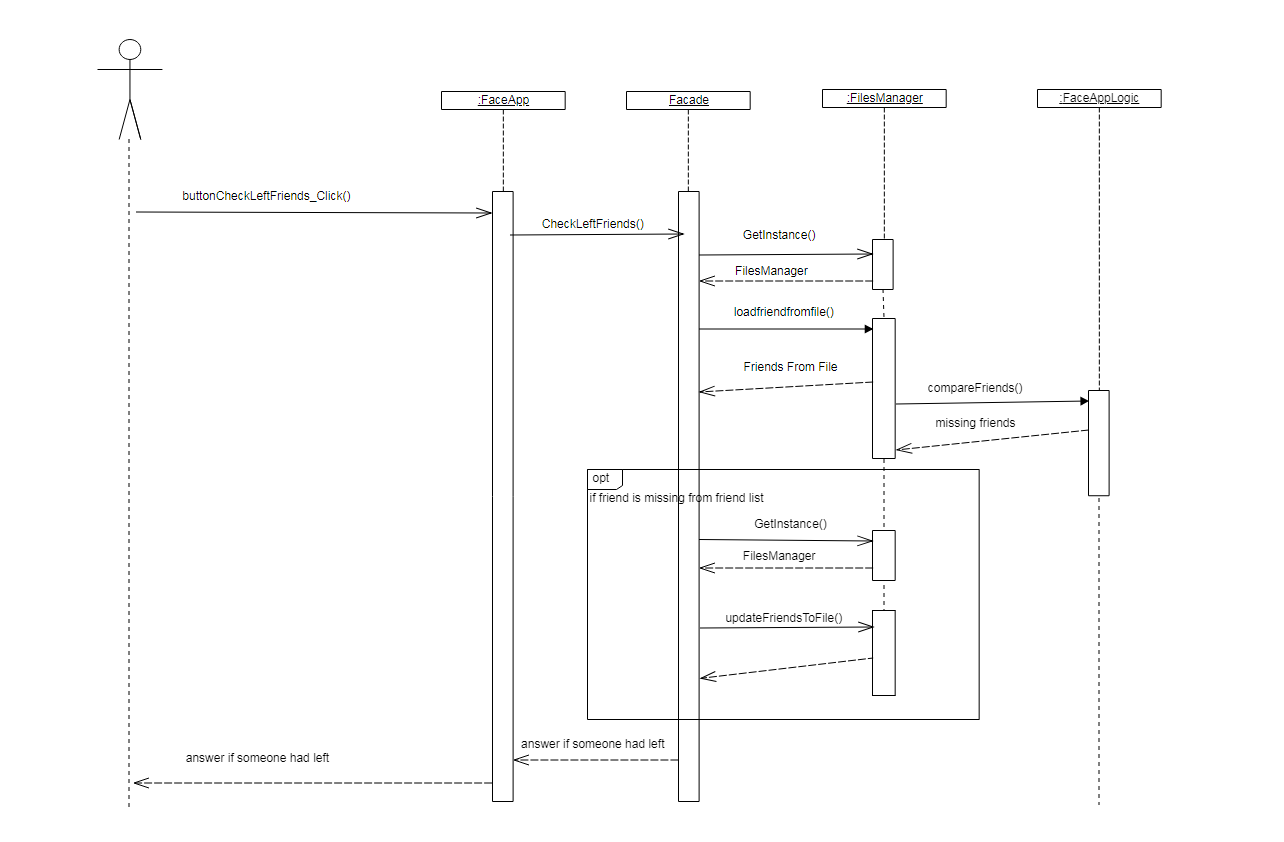 :FaceApp
Facade
:FilesManager
:FaceAppLogic
buttonCheckLeftFriends_Click()
CheckLeftFriends()
GetInstance()
FilesManager
loadfriendfromfile()
Friends From File
compareFriends()
missing friends
opt
if friend is missing from friend list
GetInstance()
FilesManager
updateFriendsToFile()
answer if someone had left
answer if someone had left